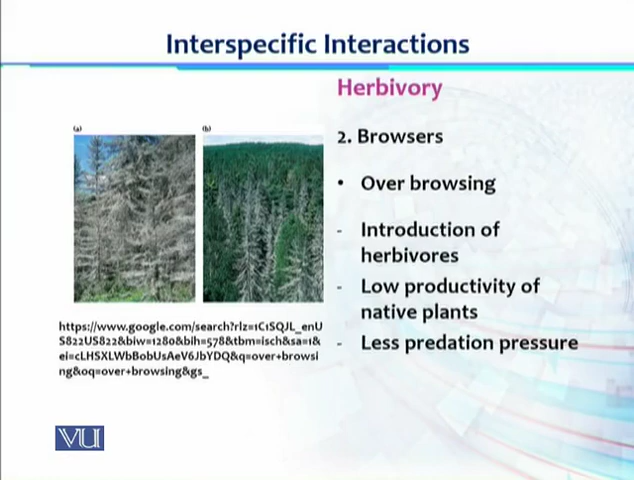 Interspecific Interactions
Herbivory
(a)
(b)
2. Browsers
• Over browsing
- Introduction of
herbivores
- Low productivity of
native plants
- Less predation pressure
https://www.google.com/search?rlz=1C1SQJL_enU
S822US822&biw=1280&bih=578&tbm=isch&sa=1&
ei=cLHSXLWbBobUsAeV6JbYDQ&q=over+browsi
ng&oq=over+browsing&gs_
VU